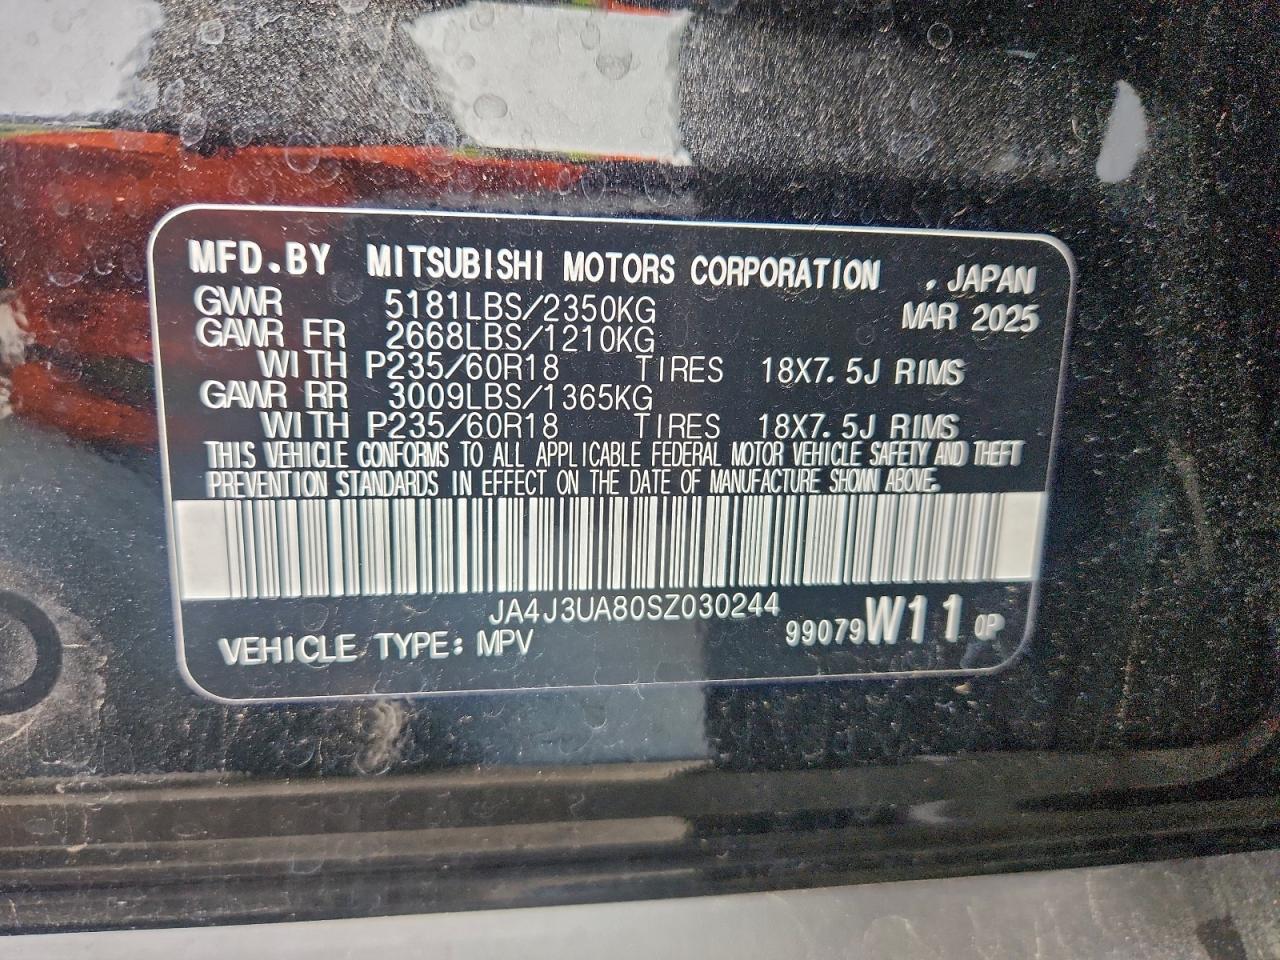 MFD.BY MITSUBISHI MOTORS CORPORATION , JAPAN
GVWR 5181LBS/2350KG MAR 2025
GAWR FR 2668LBS/1210KG
WITH P235/60R18 TIRES 18X7.5J RIMS
GAWR RR 3009LBS/1365KG
WITH P235/60R18 TIRES 18X7.5J RIMS
THIS VEHICLE CONFORMS TO ALL APPLICABLE FEDERAL MOTOR VEHICLE SAFETY AND THEFT
PREVENTION STANDARDS IN EFFECT ON THE DATE OF MANUFACTURE SHOWN ABOVE.
JA4J3UA80SZ030244
VEHICLE TYPE: MPV 99079W11 0P